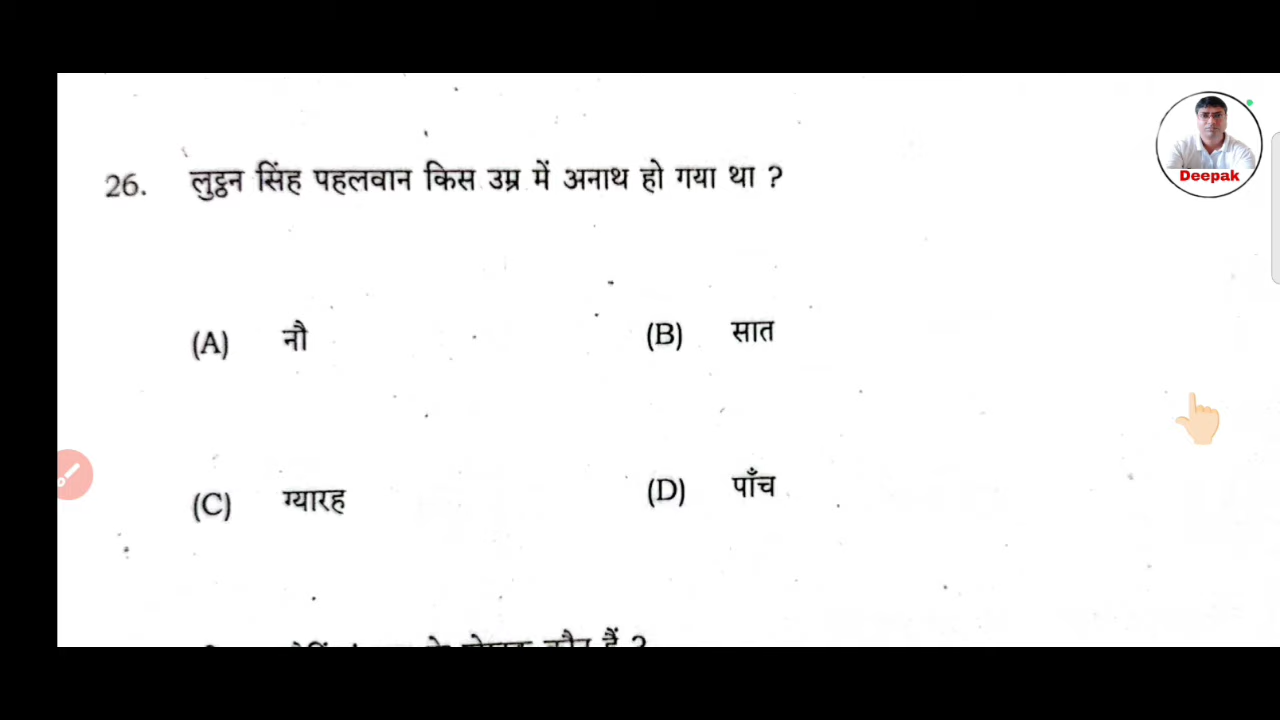 Deepak
26. लुट्टन सिंह पहलवान किस उम्र में अनाथ हो गया था ?
(A) नौ (B) सात
(C) ग्यारह (D) पाँच
कौन हैं ?